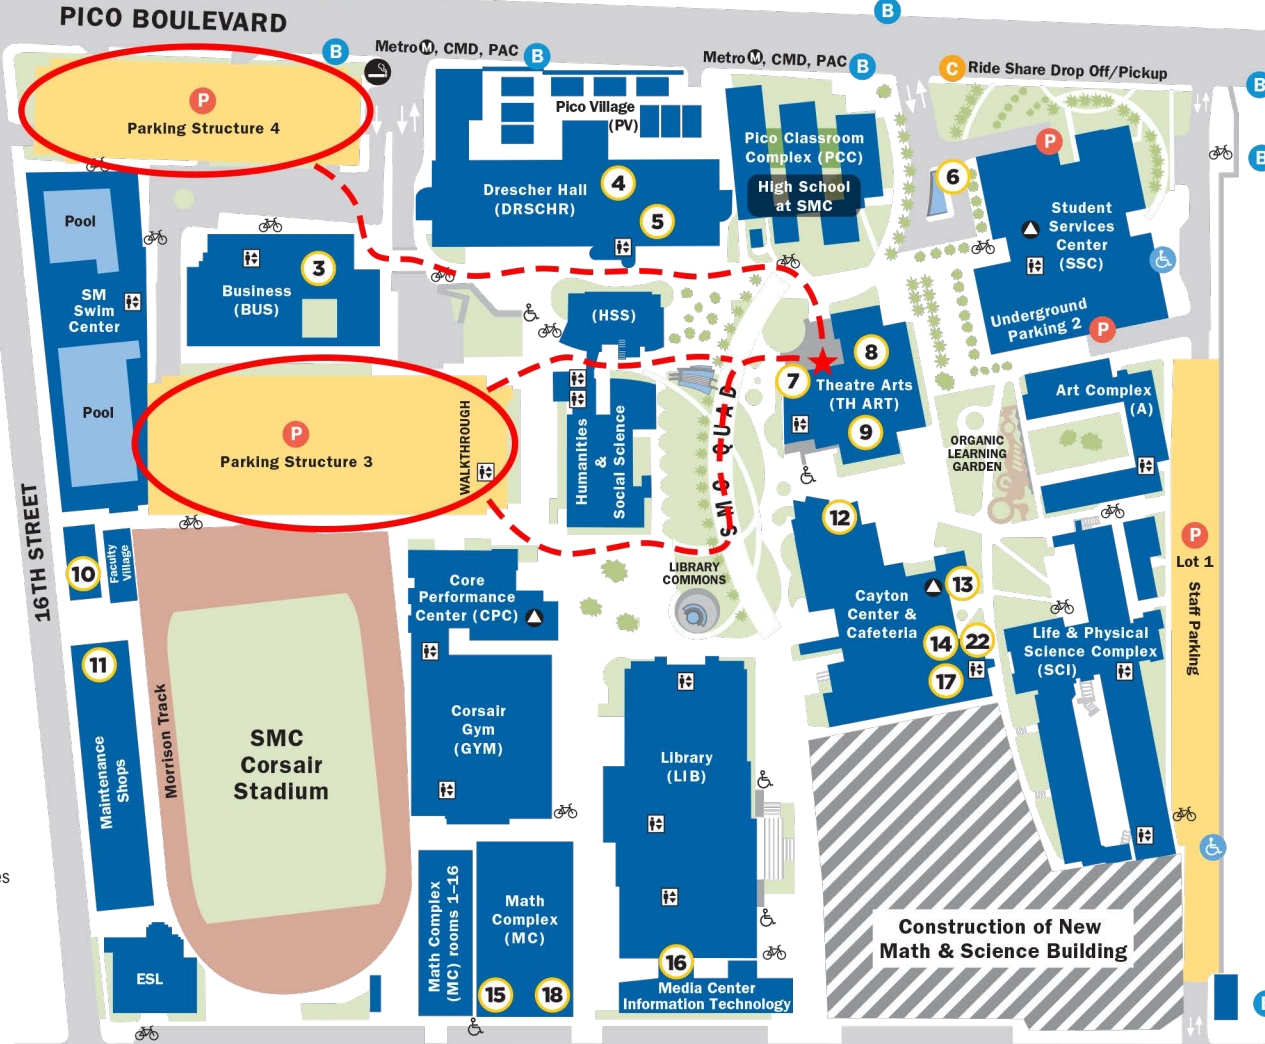 PICO BOULEVARD
B
B
Metro M, CMD, PAC
B
Metro M, CMD, PAC
B
C
Ride Share Drop Off/Pickup
B
P
Parking Structure 4
Pico Village
(PV)
Pico Classroom
Complex (PCC)
High School
at SMC
P
B
6
Drescher Hall
(DRSCHR)
4
5
Student
Services
Center
(SSC)
Pool
3
Business
(BUS)
SM
Swim
Center
(HSS)
Underground
Parking 2
P
8
7
Theatre Arts
(TH ART)
9
Art Complex
(A)
Pool
P
Parking Structure 3
WALKTHROUGH
Humanities
&
Social Science
SMC QUAD
ORGANIC
LEARNING
GARDEN
16TH STREET
10
Faculty
Village
12
P
Lot 1
Staff Parking
LIBRARY
COMMONS
Core
Performance
Center (CPC)
13
Cayton
Center &
Cafeteria
14
22
17
Life & Physical
Science Complex
(SCI)
11
Maintenance
Shops
Morrison Track
SMC
Corsair
Stadium
Corsair
Gym
(GYM)
Library
(LIB)
es
Math Complex
(MC) rooms 1–16
Math
Complex
(MC)
15
18
Construction of New
Math & Science Building
ESL
16
Media Center
Information Technology